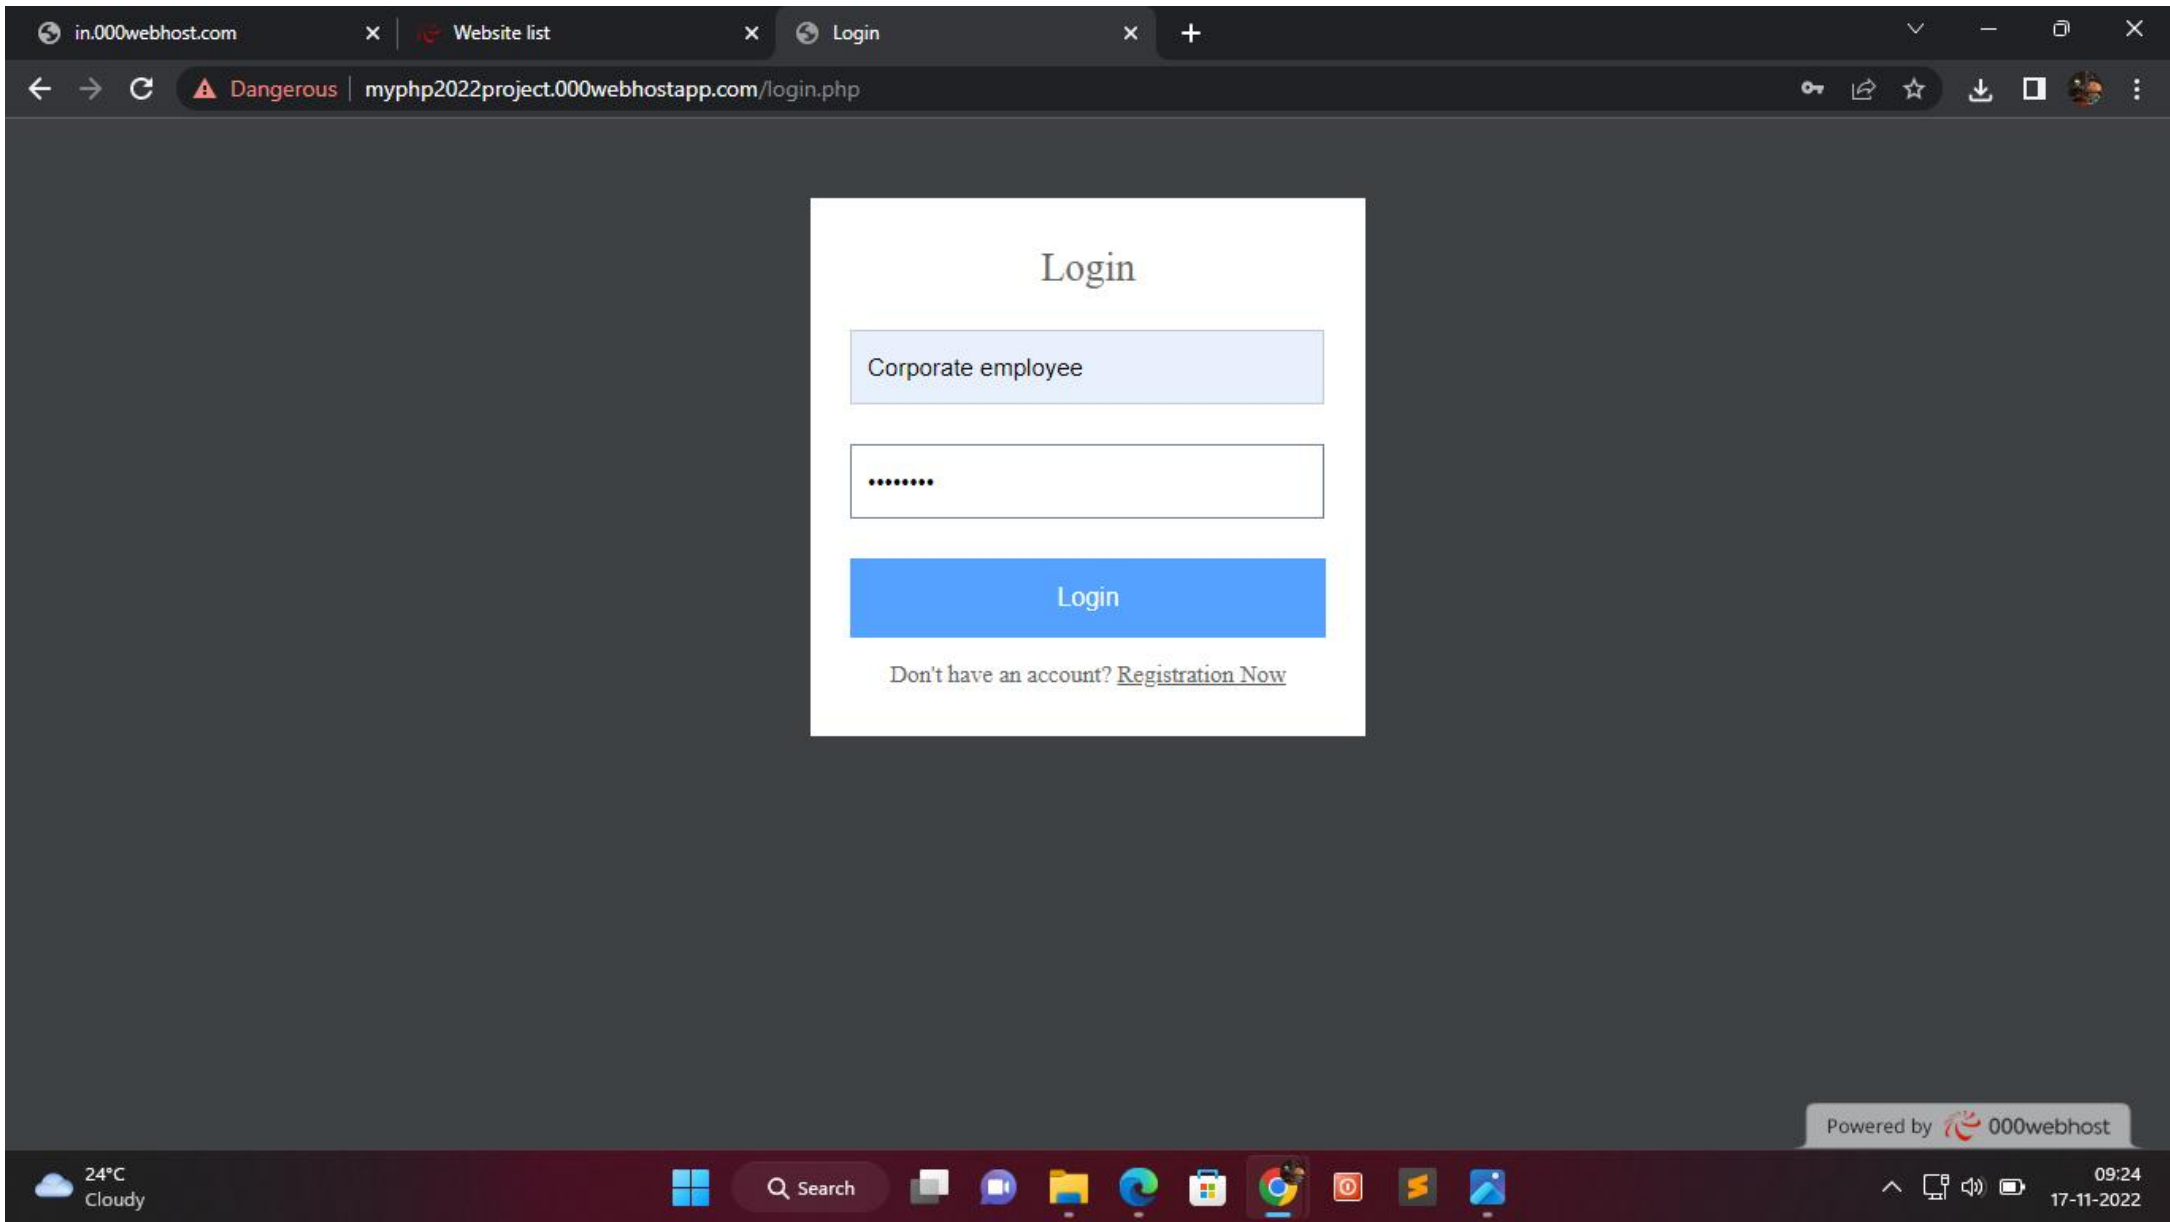 in.000webhost.com
Website list
Login
Dangerous
myphp2022project.000webhostapp.com/login.php
Login
Corporate employee
••••••••
Login
Don't have an account? Registration Now
Powered by 000webhost
24°C
Cloudy
Search
09:24
17-11-2022